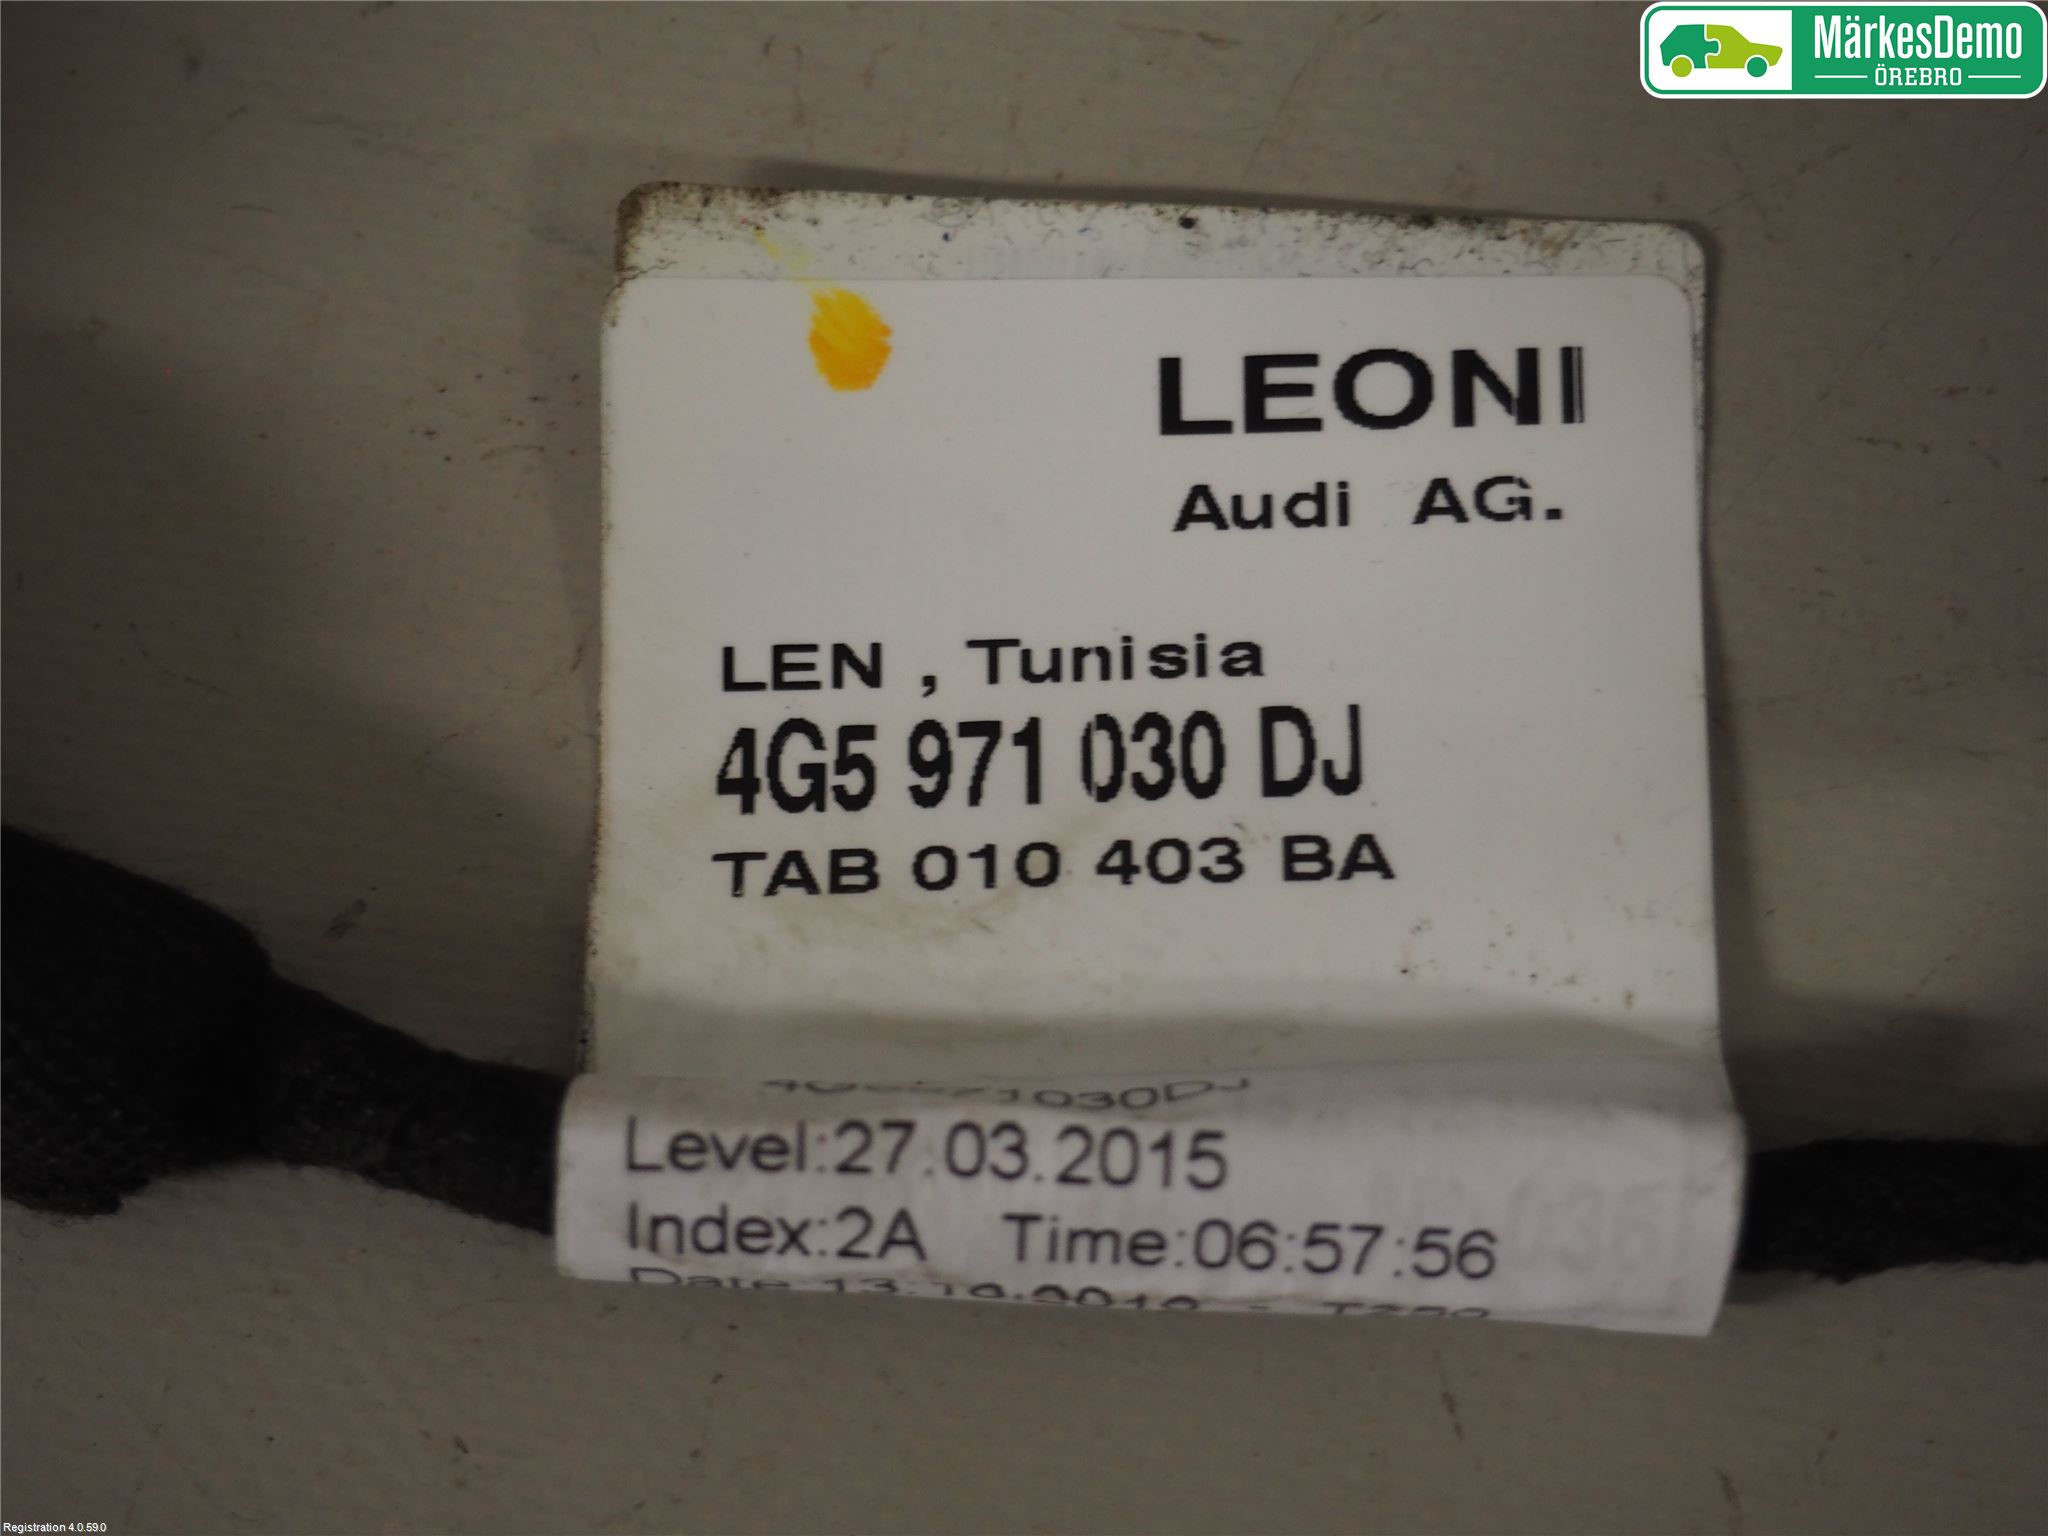 MärkesDemo
ÖREBRO
LEONI
Audi AG.
LEN , Tunisia
4G5 971 030 DJ
TAB 010 403 BA
4G5971030DJ
Level:27.03.2015
Index:2A Time:06:57:56
Registration 4.0.59.0